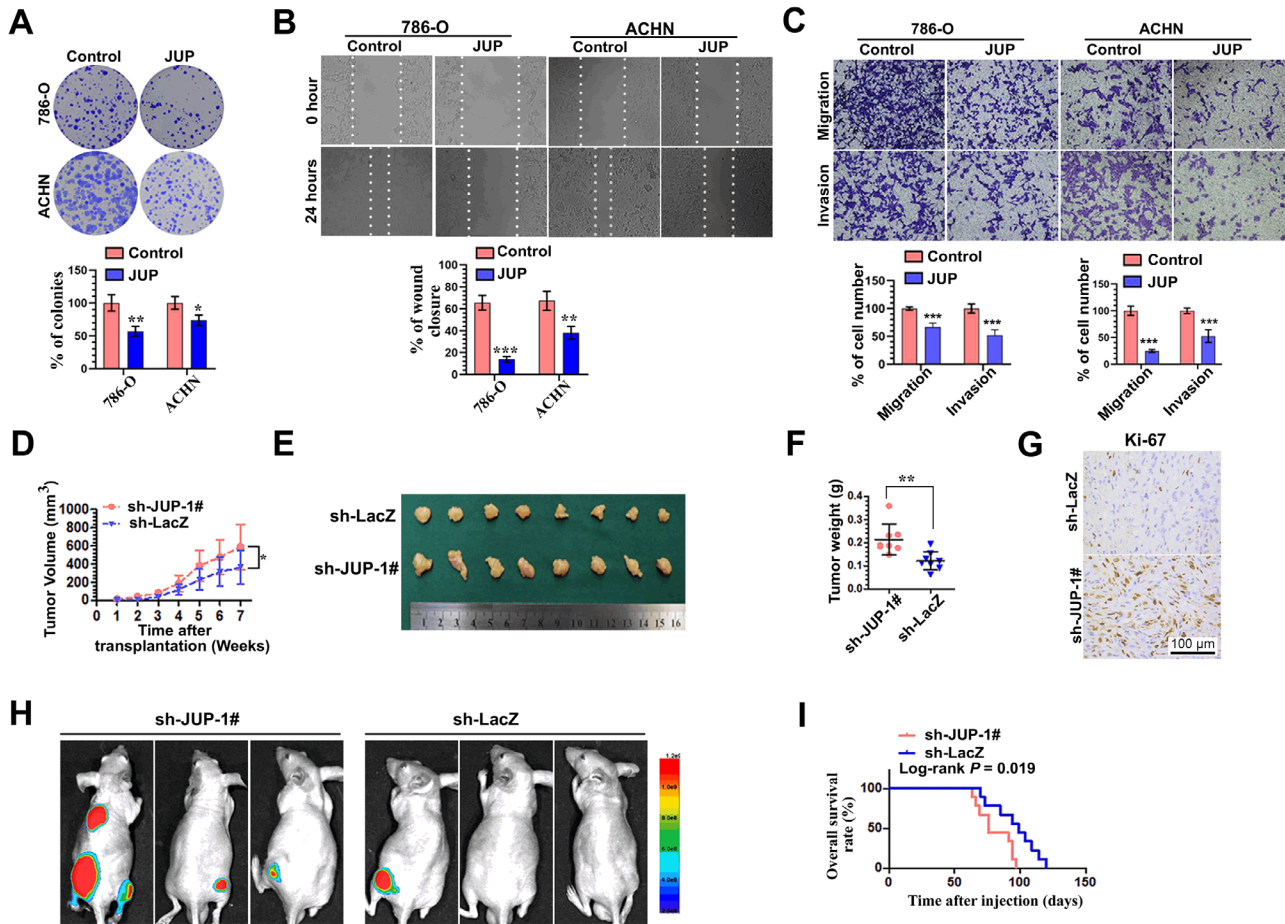 A
Control JUP
786-O
ACHN
Control
JUP
% of colonies
150
100
50
0
** *
786-O ACHN
B
786-O ACHN
Control JUP Control JUP
0 hour
24 hours
Control
JUP
% of wound
closure
100
80
60
40
20
0
*** **
786-O ACHN
C
786-O ACHN
Control JUP Control JUP
Migration
Invasion
Control
JUP
% of cell number
150
100
50
0
*** ***
Migration Invasion
Control
JUP
% of cell number
150
100
50
0
*** ***
Migration Invasion
D
sh-JUP-1#
sh-LacZ
Tumor Volume (mm3)
1000
800
600
400
200
0
*
0 1 2 3 4 5 6 7
Time after
transplantation (Weeks)
E
sh-LacZ
sh-JUP-1#
1 2 3 4 5 6 7 8 9 10 11 12 13 14 15 16
F
Tumor weight (g)
0.4
0.3
0.2
0.1
0.0
**
sh-JUP-1# sh-LacZ
G
Ki-67
sh-LacZ
sh-JUP-1#
100 μm
H
sh-JUP-1# sh-LacZ
I
sh-JUP-1#
sh-LacZ
Log-rank P = 0.019
Overall survival
rate (%)
100
50
0
0 50 100 150
Time after injection (days)